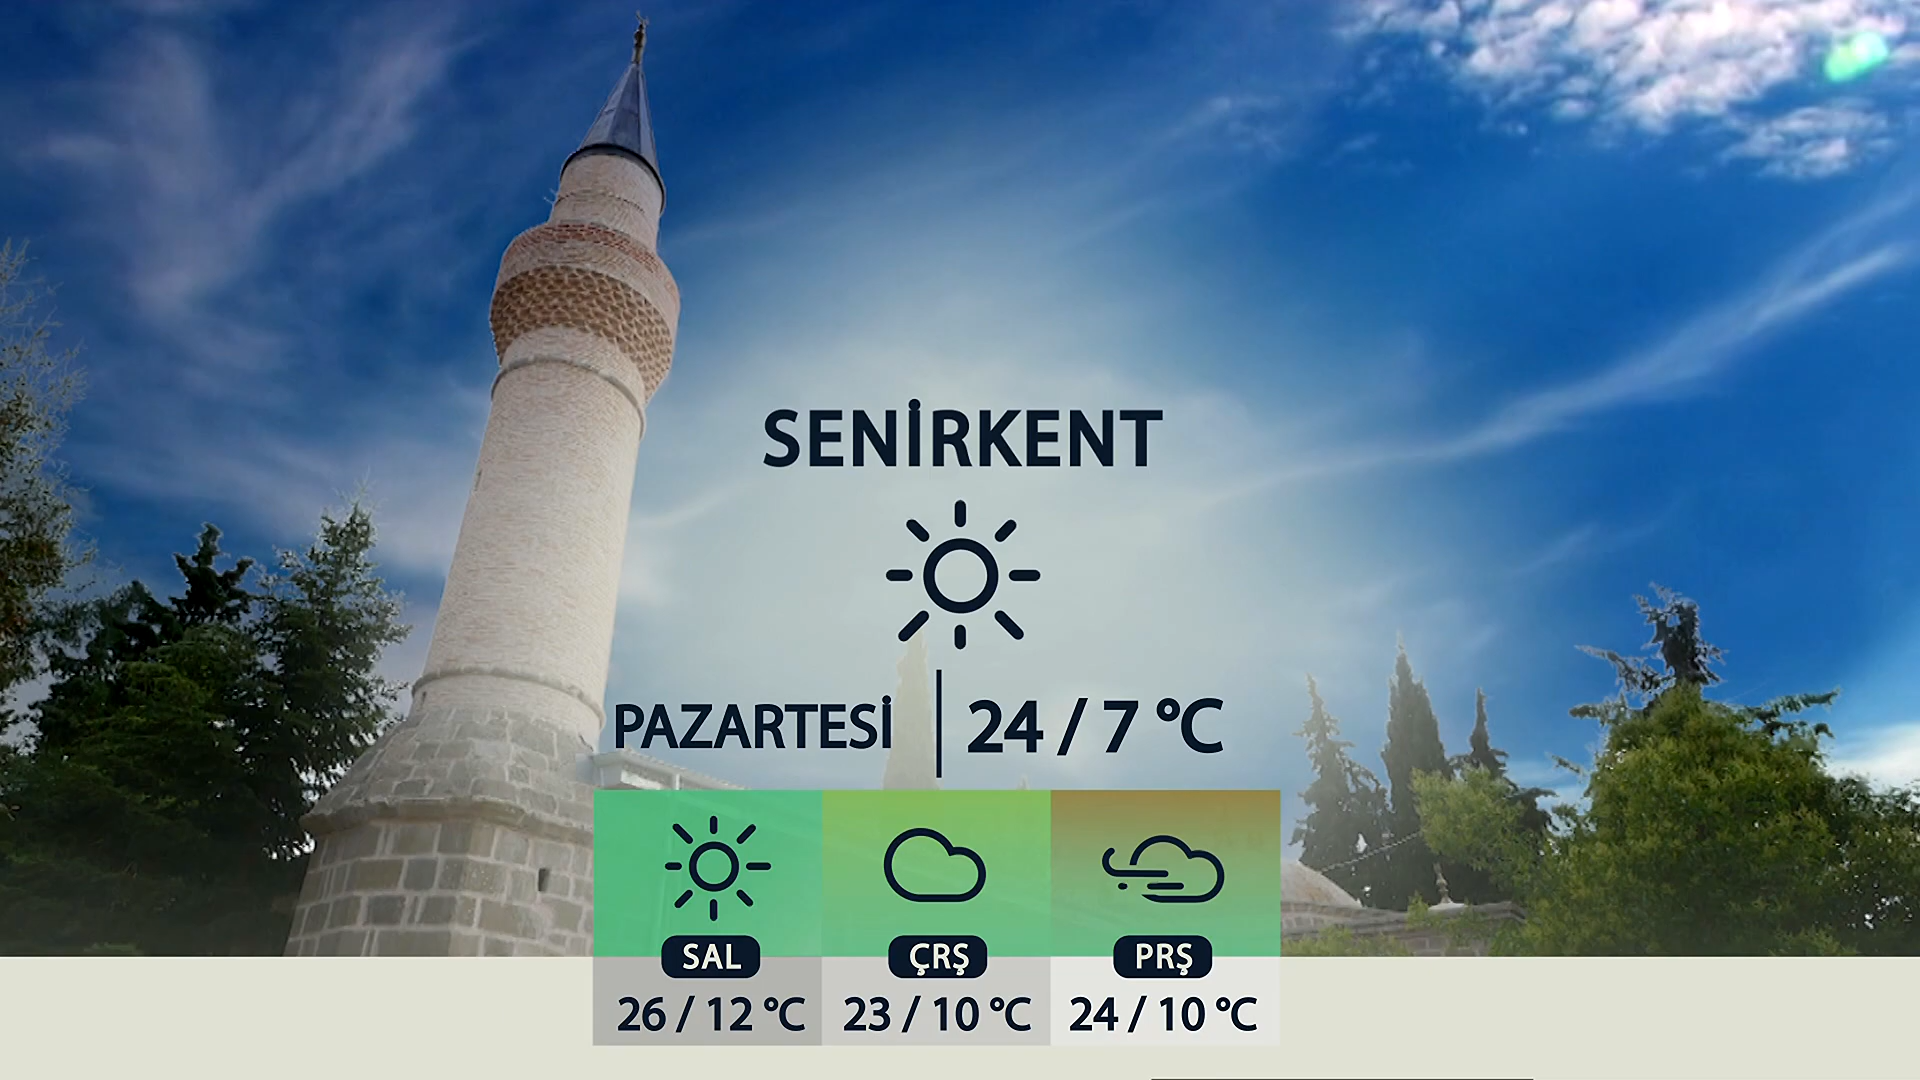 SENİRKENT
PAZARTESİ 24 / 7 °C
SAL ÇRŞ PRŞ
26 / 12 °C 23 / 10 °C 24 / 10 °C